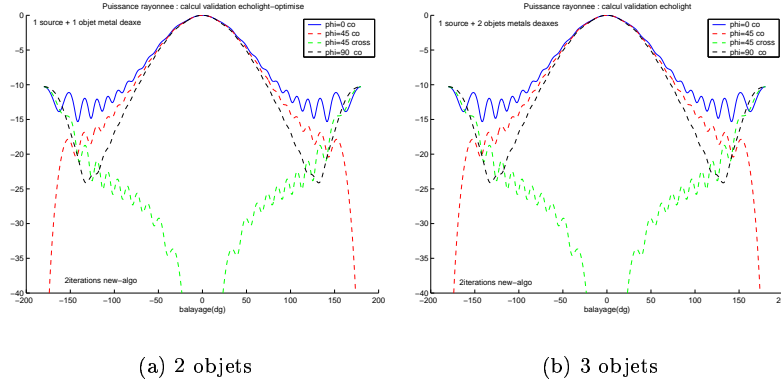 Puissance rayonnee : calcul validation echolight-optimise
1 source + 1 objet metal deaxe
phi=0 co
phi=45 co
phi=45 cross
phi=90 co
0
-5
-10
-15
-20
-25
-30
-35
-40
2iterations new-algo
-200 -150 -100 -50 0 50 100 150 200
balayage(dg)
(a) 2 objets
Puissance rayonnee : calcul validation echolight
1 source + 2 objets metals deaxes
phi=0 co
phi=45 co
phi=45 cross
phi=90 co
0
-5
-10
-15
-20
-25
-30
-35
-40
2iterations new-algo
-200 -150 -100 -50 0 50 100 150
balayage(dg)
(b) 3 objets